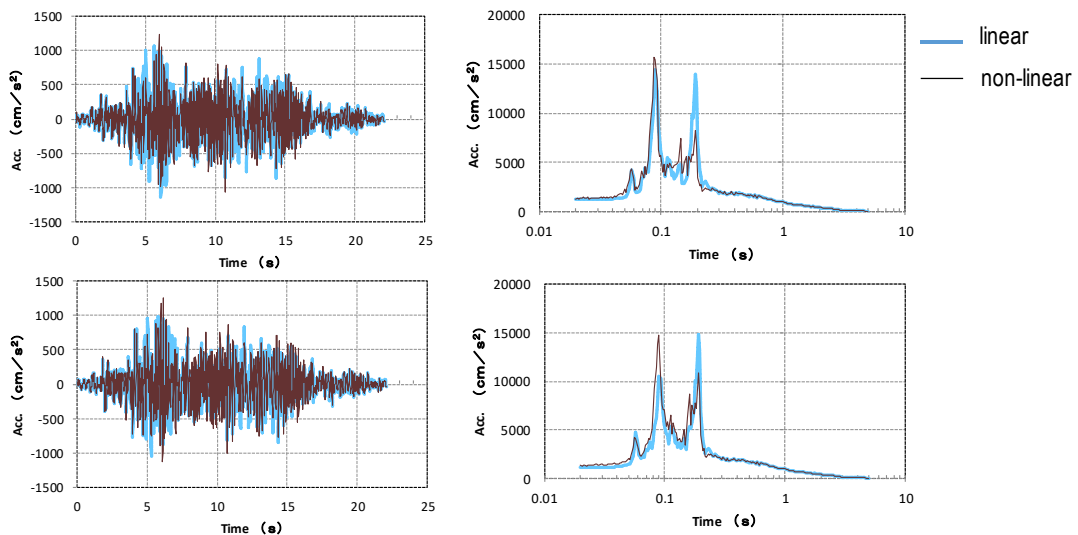 1500
1000
500
0
-500
-1000
-1500
0 5 10 15 20 25
Acc. (cm/s²)
Time (s)
20000
15000
10000
5000
0
0.01 0.1 1 10
Acc. (cm/s²)
Time (s)
linear
non-linear
1500
1000
500
0
-500
-1000
-1500
0 5 10 15 20 25
Acc. (cm/s²)
Time (s)
20000
15000
10000
5000
0
0.01 0.1 1 10
Acc. (cm/s²)
Time (s)